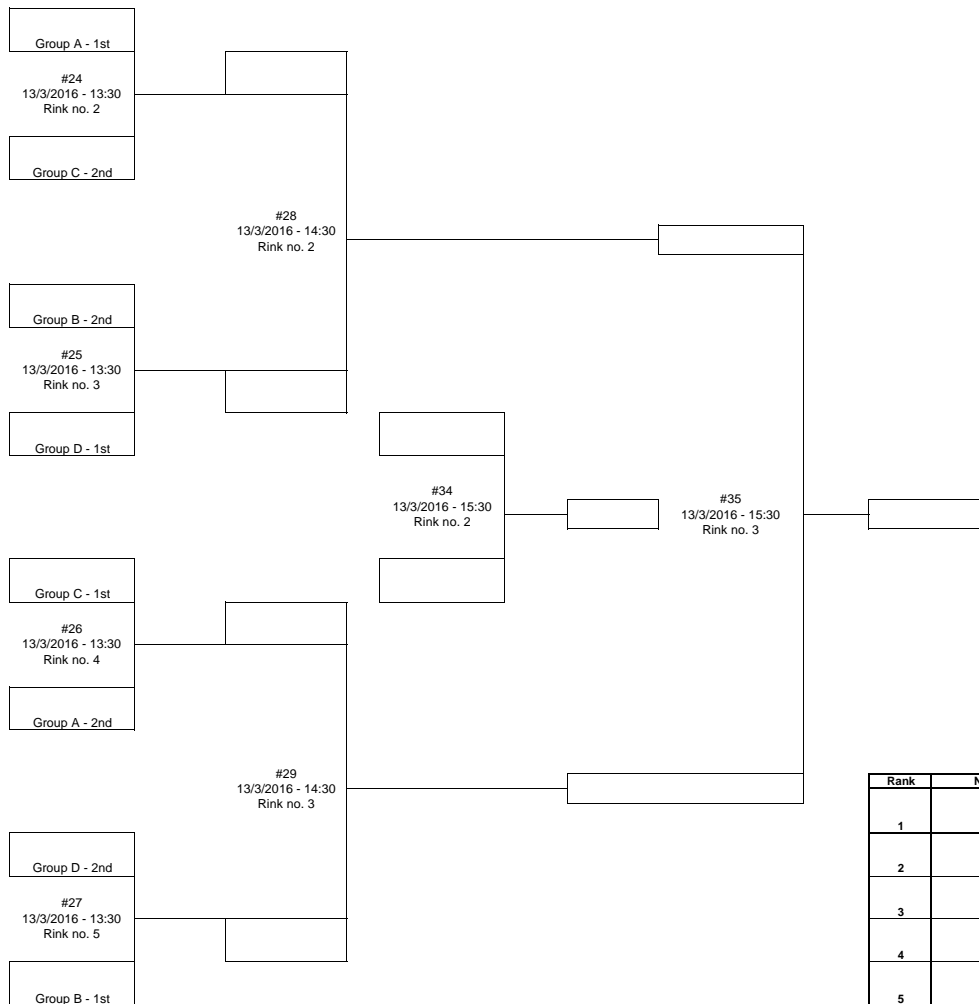 Group A - 1st
#24
13/3/2016 - 13:30
Rink no. 2
Group C - 2nd
#28
13/3/2016 - 14:30
Rink no. 2
Group B - 2nd
#25
13/3/2016 - 13:30
Rink no. 3
Group D - 1st
#34
13/3/2016 - 15:30
Rink no. 2
#35
13/3/2016 - 15:30
Rink no. 3
Group C - 1st
#26
13/3/2016 - 13:30
Rink no. 4
Group A - 2nd
#29
13/3/2016 - 14:30
Rink no. 3
Group D - 2nd
#27
13/3/2016 - 13:30
Rink no. 5
Group B - 1st
Rank
1
2
3
4
5